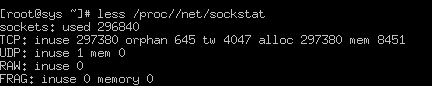 [root@sys ~]# less /proc//net/sockstat
sockets: used 296840
TCP: inuse 297380 orphan 645 tw 4047 alloc 297380 mem 8451
UDP: inuse 1 mem 0
RAW: inuse 0
FRAG: inuse 0 memory 0